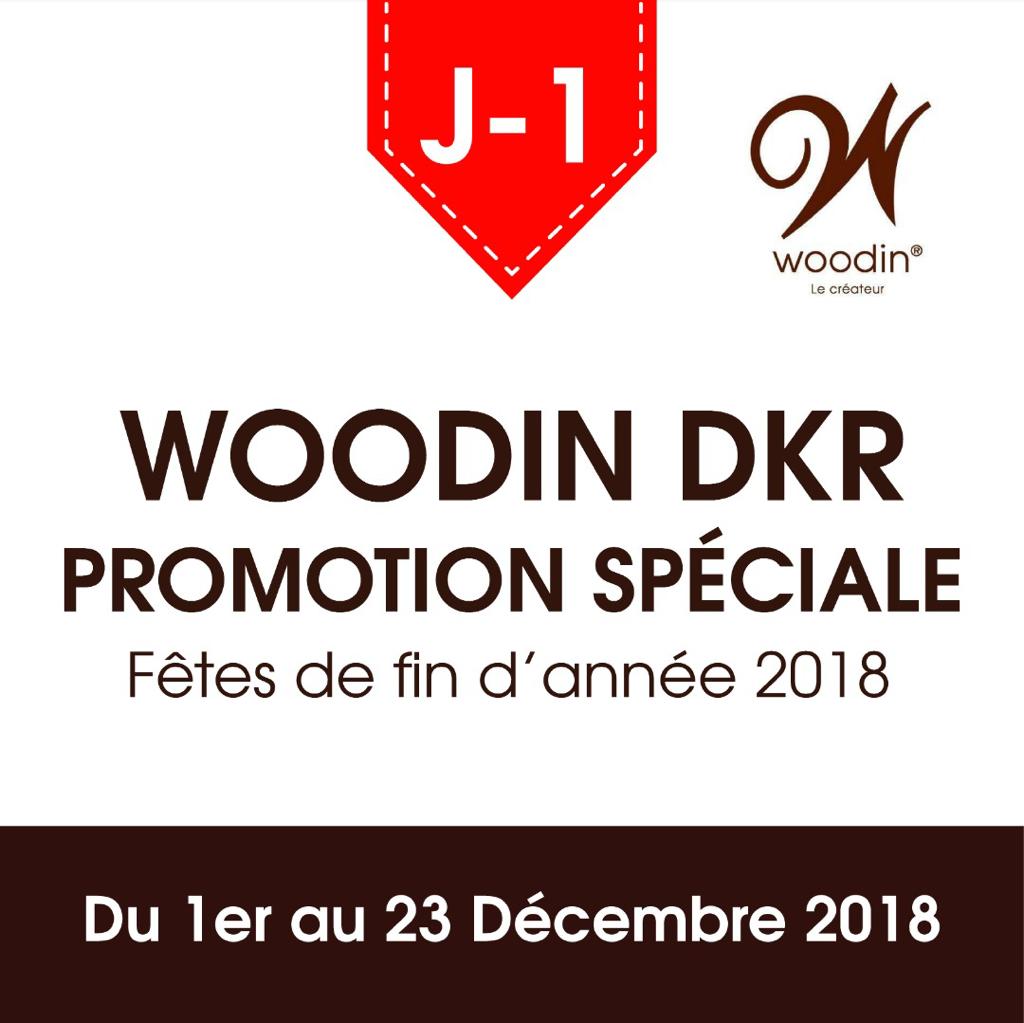 J-1
woodin®
Le créateur
WOODIN DKR
PROMOTION SPÉCIALE
Fêtes de fin d'année 2018
Du 1er au 23 Décembre 2018